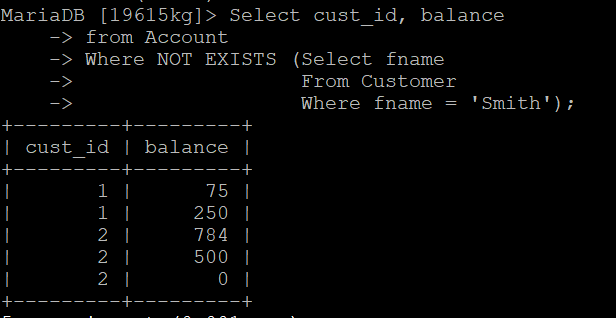 MariaDB [19615kg]> Select cust_id, balance
    -> from Account
    -> Where NOT EXISTS (Select fname
    ->                   From Customer
    ->                   Where fname = 'Smith');
+---------+---------+
| cust_id | balance |
+---------+---------+
|       1 |      75 |
|       1 |     250 |
|       2 |     784 |
|       2 |     500 |
|       2 |       0 |
+---------+---------+